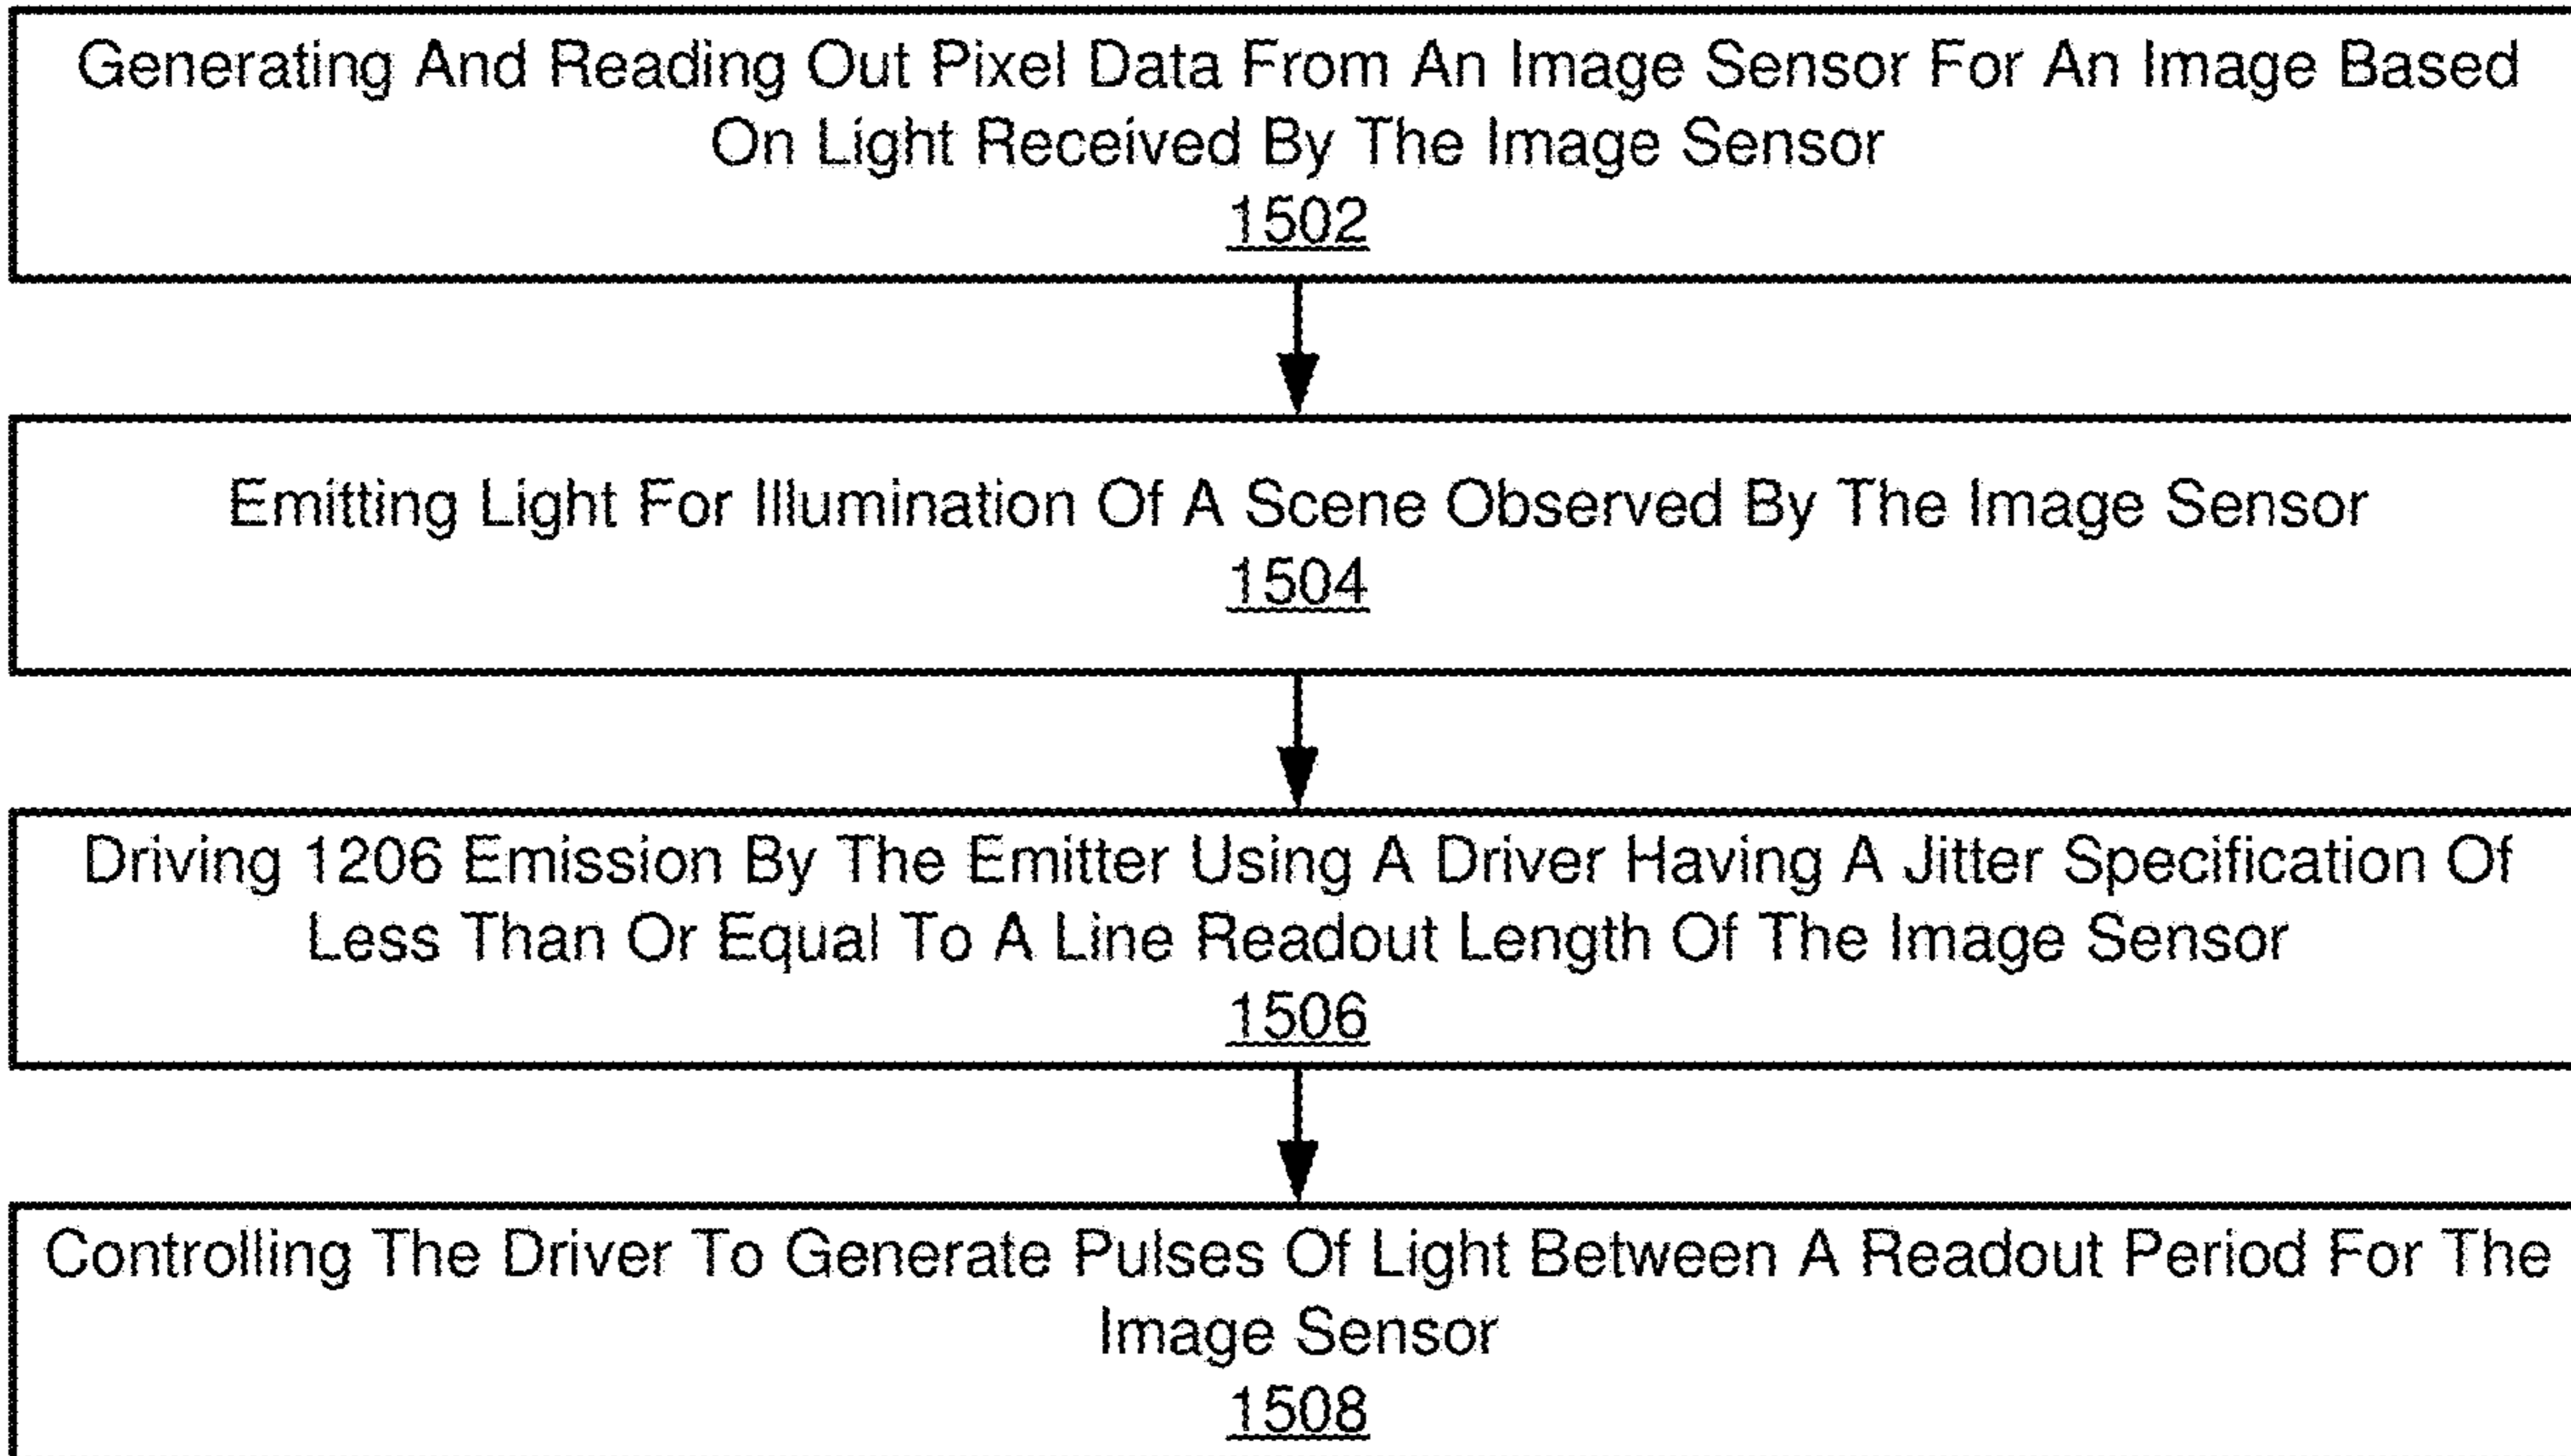 Generating And Reading Out Pixel Data From An Image Sensor For An Image Based
On Light Received By The Image Sensor
1502
Emitting Light For Illumination Of A Scene Observed By The Image Sensor
1504
Driving 1206 Emission By The Emitter Using A Driver Having A Jitter Specification Of
Less Than Or Equal To A Line Readout Length Of The Image Sensor
1506
Controlling The Driver To Generate Pulses Of Light Between A Readout Period For The
Image Sensor
1508